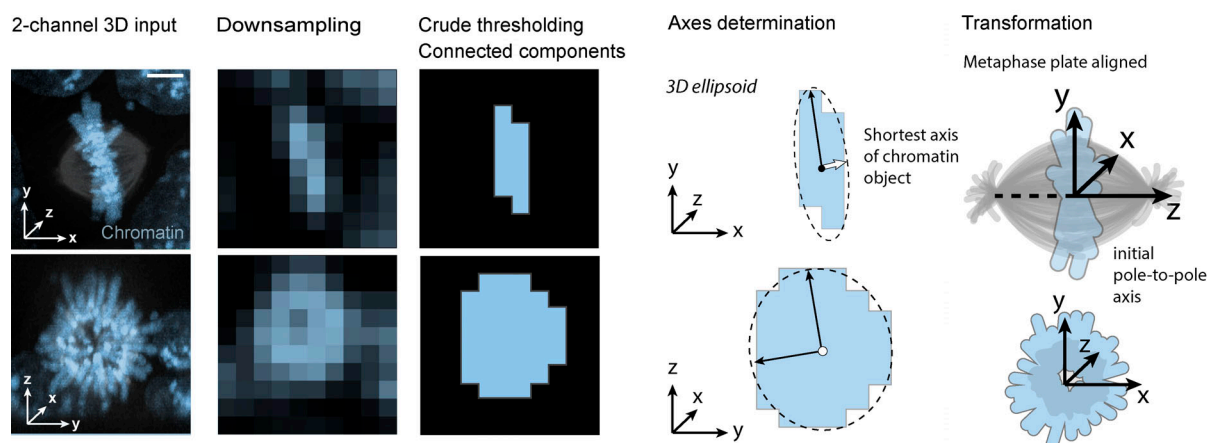 2-channel 3D input
Downsampling
Crude thresholding
Connected components
Axes determination
Transformation
y
z
x
Chromatin
3D ellipsoid
Shortest axis
of chromatin
object
y
z
x
Metaphase plate aligned
y
x
z
initial
pole-to-pole
axis
z
x
y
z
x
y
y
z
x